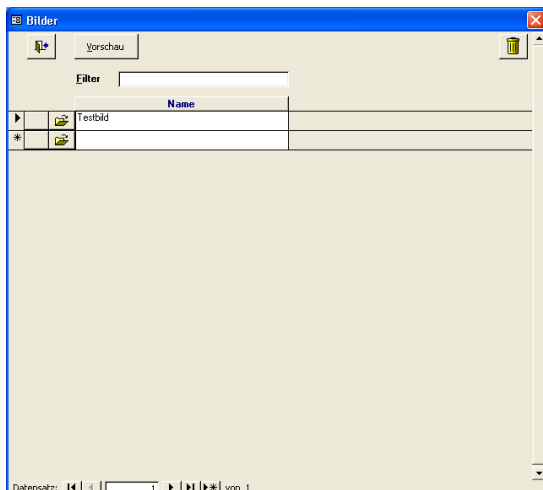 Bilder
Vorschau
Filter
Name
Testbild
Datensatz: 1 von 1